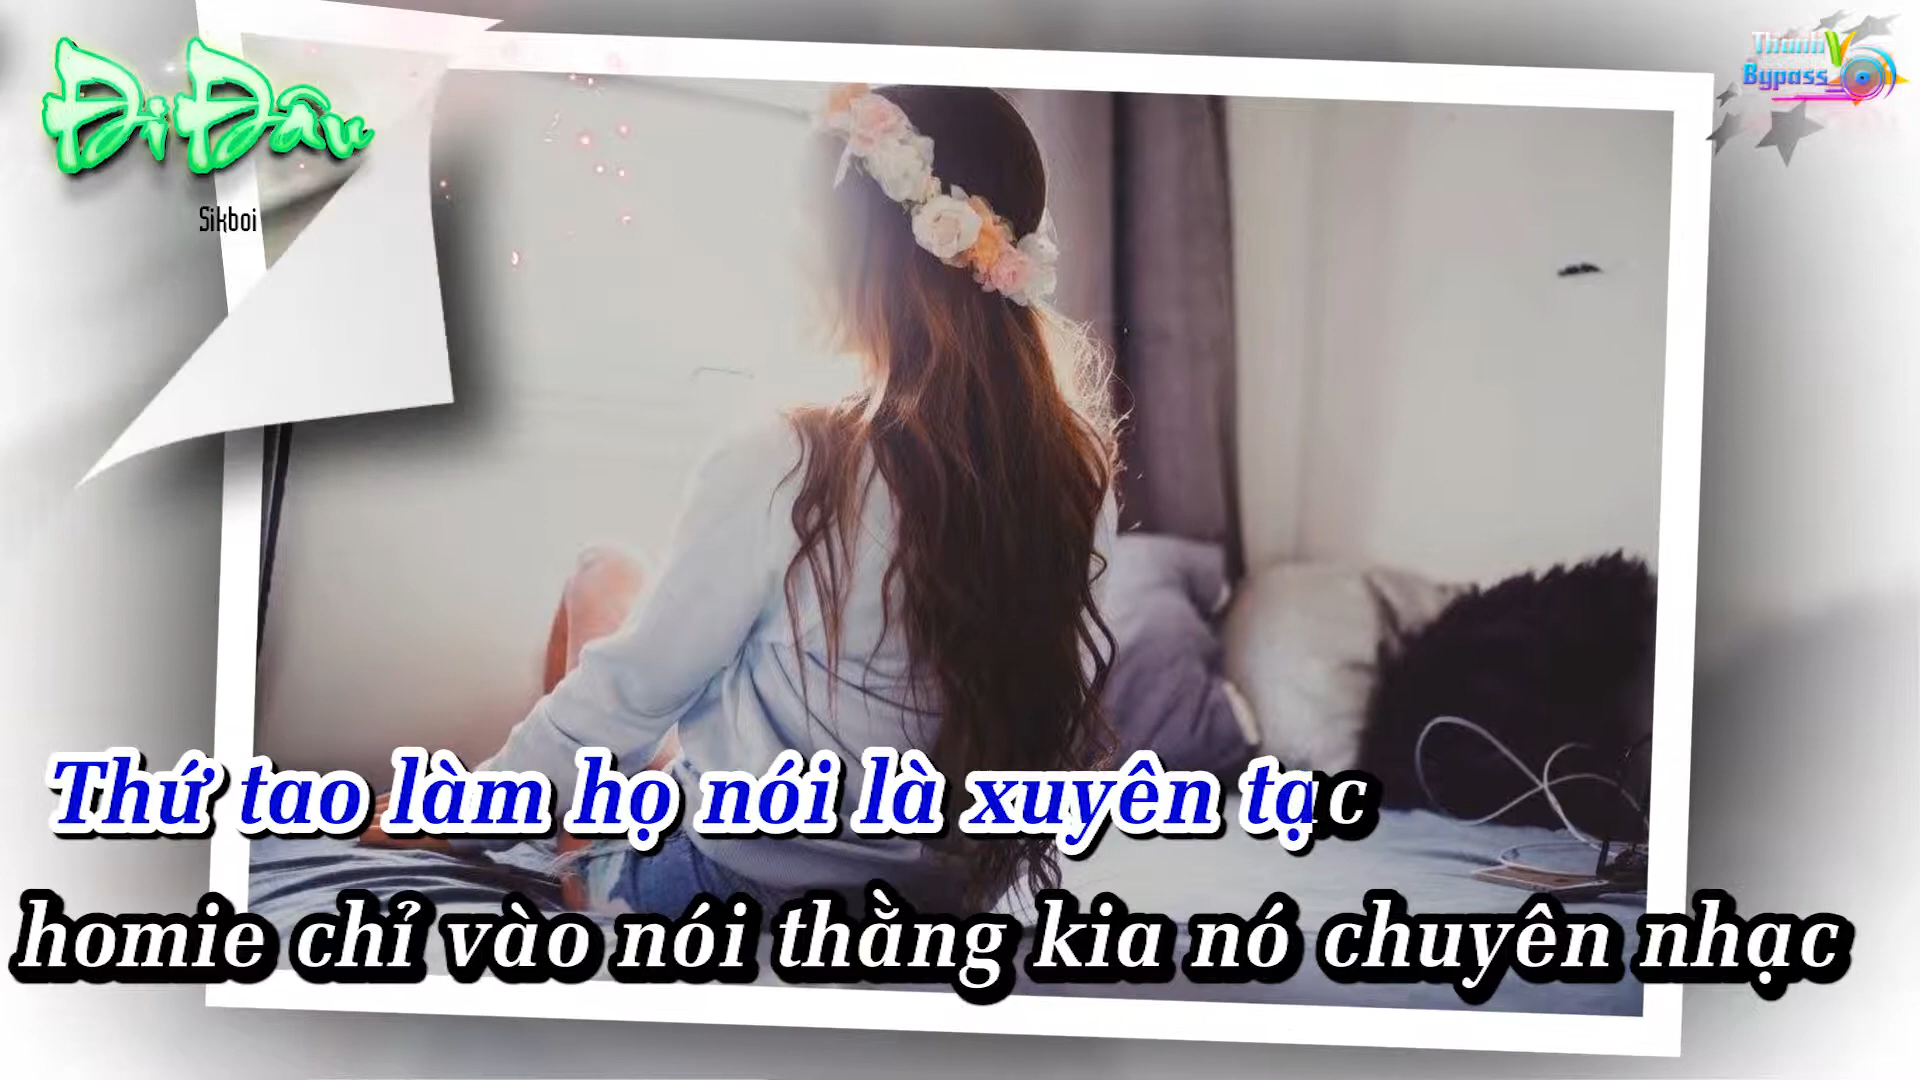 Đi Đâu
Sikboi
Thanh V
Bypass
Thứ tao làm họ nói là xuyên tạc
homie chỉ vào nói thằng kia nó chuyên nhạc